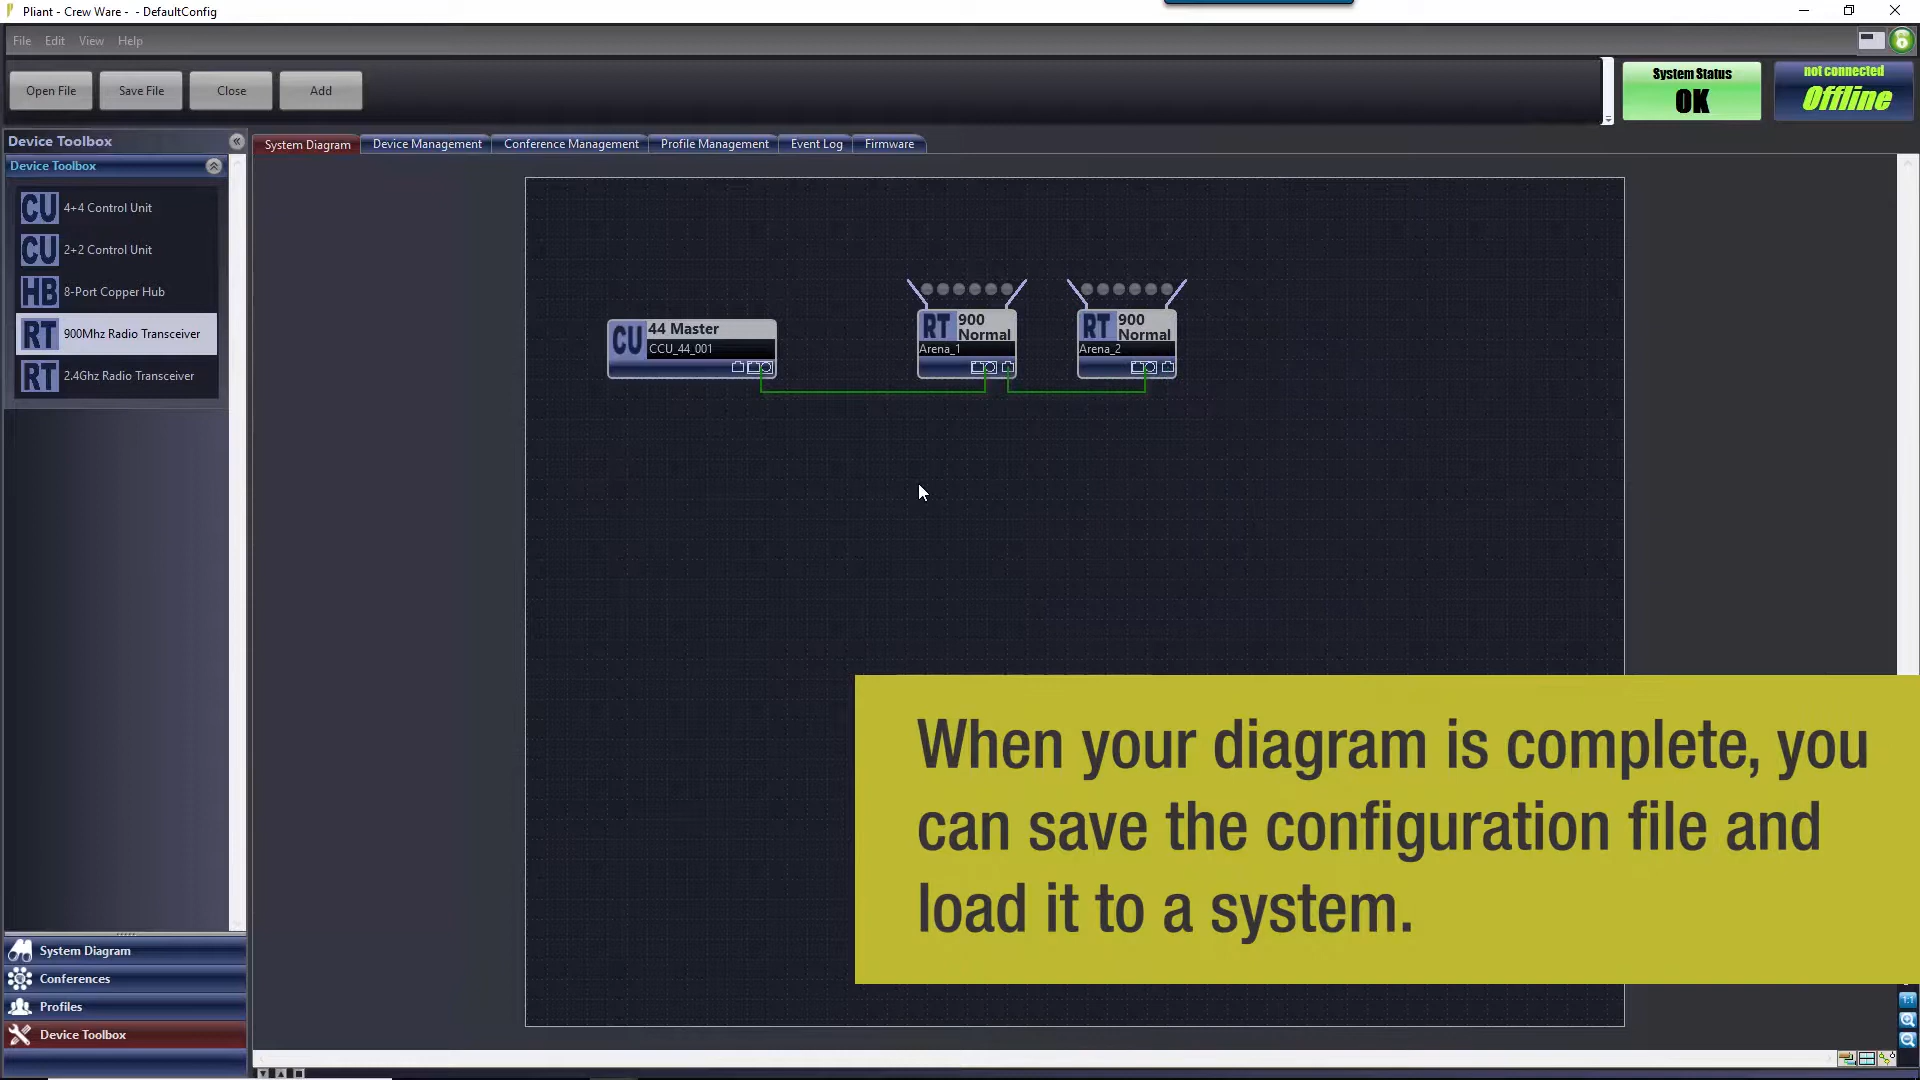 Pliant - Crew Ware -  - DefaultConfig
File Edit View Help
Open File Save File Close Add
System Status
OK
not connected
Offline
Device Toolbox
Device Toolbox
System Diagram Device Management Conference Management Profile Management Event Log Firmware
CU 4+4 Control Unit
CU 2+2 Control Unit
HB 8-Port Copper Hub
RT 900Mhz Radio Transceiver
RT 2.4Ghz Radio Transceiver
CU 44 Master
CCU_44_001
RT 900 Normal
Arena_1
RT 900 Normal
Arena_2
When your diagram is complete, you
can save the configuration file and
load it to a system.
System Diagram
Conferences
Profiles
Device Toolbox
1:1